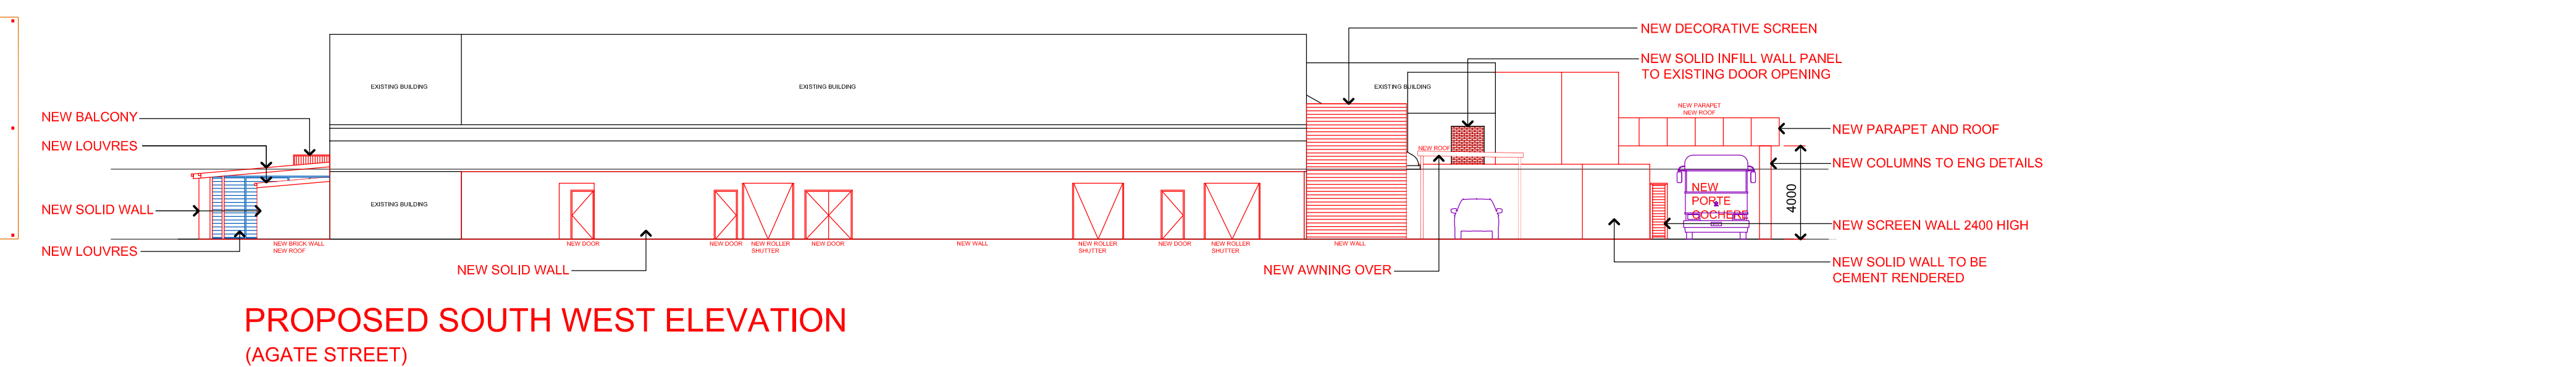 NEW DECORATIVE SCREEN
NEW SOLID INFILL WALL PANEL
TO EXISTING DOOR OPENING
EXISTING BUILDING
EXISTING BUILDING
EXISTING BUILDING
NEW PARAPET
NEW ROOF
NEW BALCONY
NEW PARAPET AND ROOF
NEW LOUVRES
NEW ROOF
NEW COLUMNS TO ENG DETAILS
NEW
PORTE
COCHERE
4000
EXISTING BUILDING
NEW SOLID WALL
NEW SCREEN WALL 2400 HIGH
NEW LOUVRES
NEW BRICK WALL
NEW ROOF
NEW DOOR
NEW DOOR
NEW ROLLER
SHUTTER
NEW DOOR
NEW WALL
NEW ROLLER
SHUTTER
NEW DOOR
NEW ROLLER
SHUTTER
NEW WALL
NEW SOLID WALL
NEW AWNING OVER
NEW SOLID WALL TO BE
CEMENT RENDERED
PROPOSED SOUTH WEST ELEVATION
(AGATE STREET)